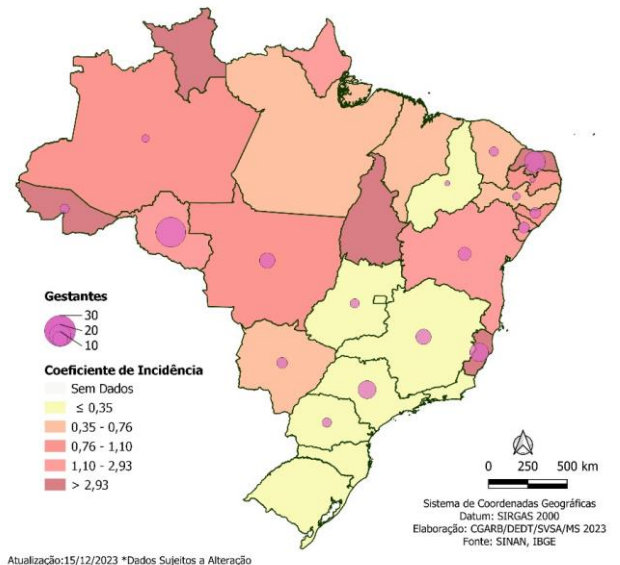 Gestantes
30
20
10
Coeficiente de Incidência
Sem Dados
≤ 0,35
0,35 - 0,76
0,76 - 1,10
1,10 - 2,93
> 2,93
0 250 500 km
Sistema de Coordenadas Geográficas
Datum: SIRGAS 2000
Elaboração: CGARB/DEDT/SVSA/MS 2023
Fonte: SINAN, IBGE
Atualização:15/12/2023 *Dados Sujeitos a Alteração